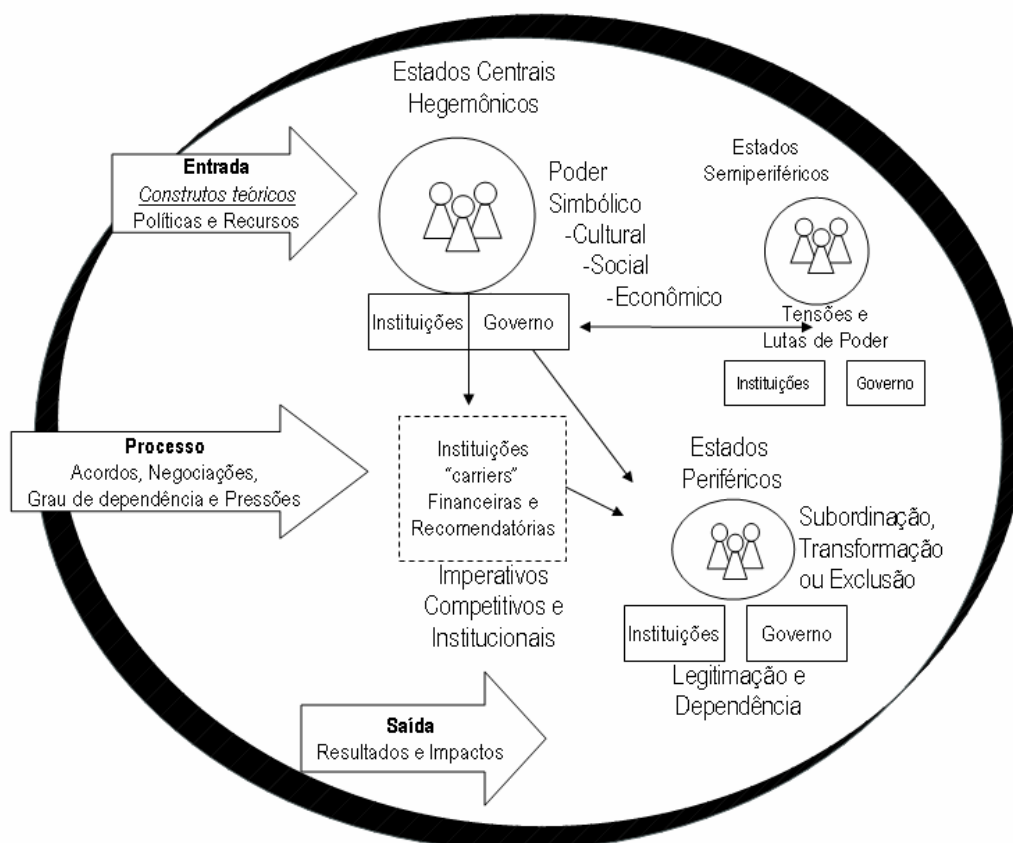 Estados Centrais
Hegemônicos
Entrada
Construtos teóricos
Políticas e Recursos
Poder
Simbólico
-Cultural
-Social
-Econômico
Estados
Semiperiféricos
Instituições
Governo
Tensões e
Lutas de Poder
Instituições
Governo
Processo
Acordos, Negociações,
Grau de dependência e Pressões
Instituições
"carriers"
Financeiras e
Recomendatórias
Imperativos
Competitivos e
Institucionais
Estados
Periféricos
Subordinação,
Transformação
ou Exclusão
Instituições
Governo
Legitimação e
Dependência
Saída
Resultados e Impactos